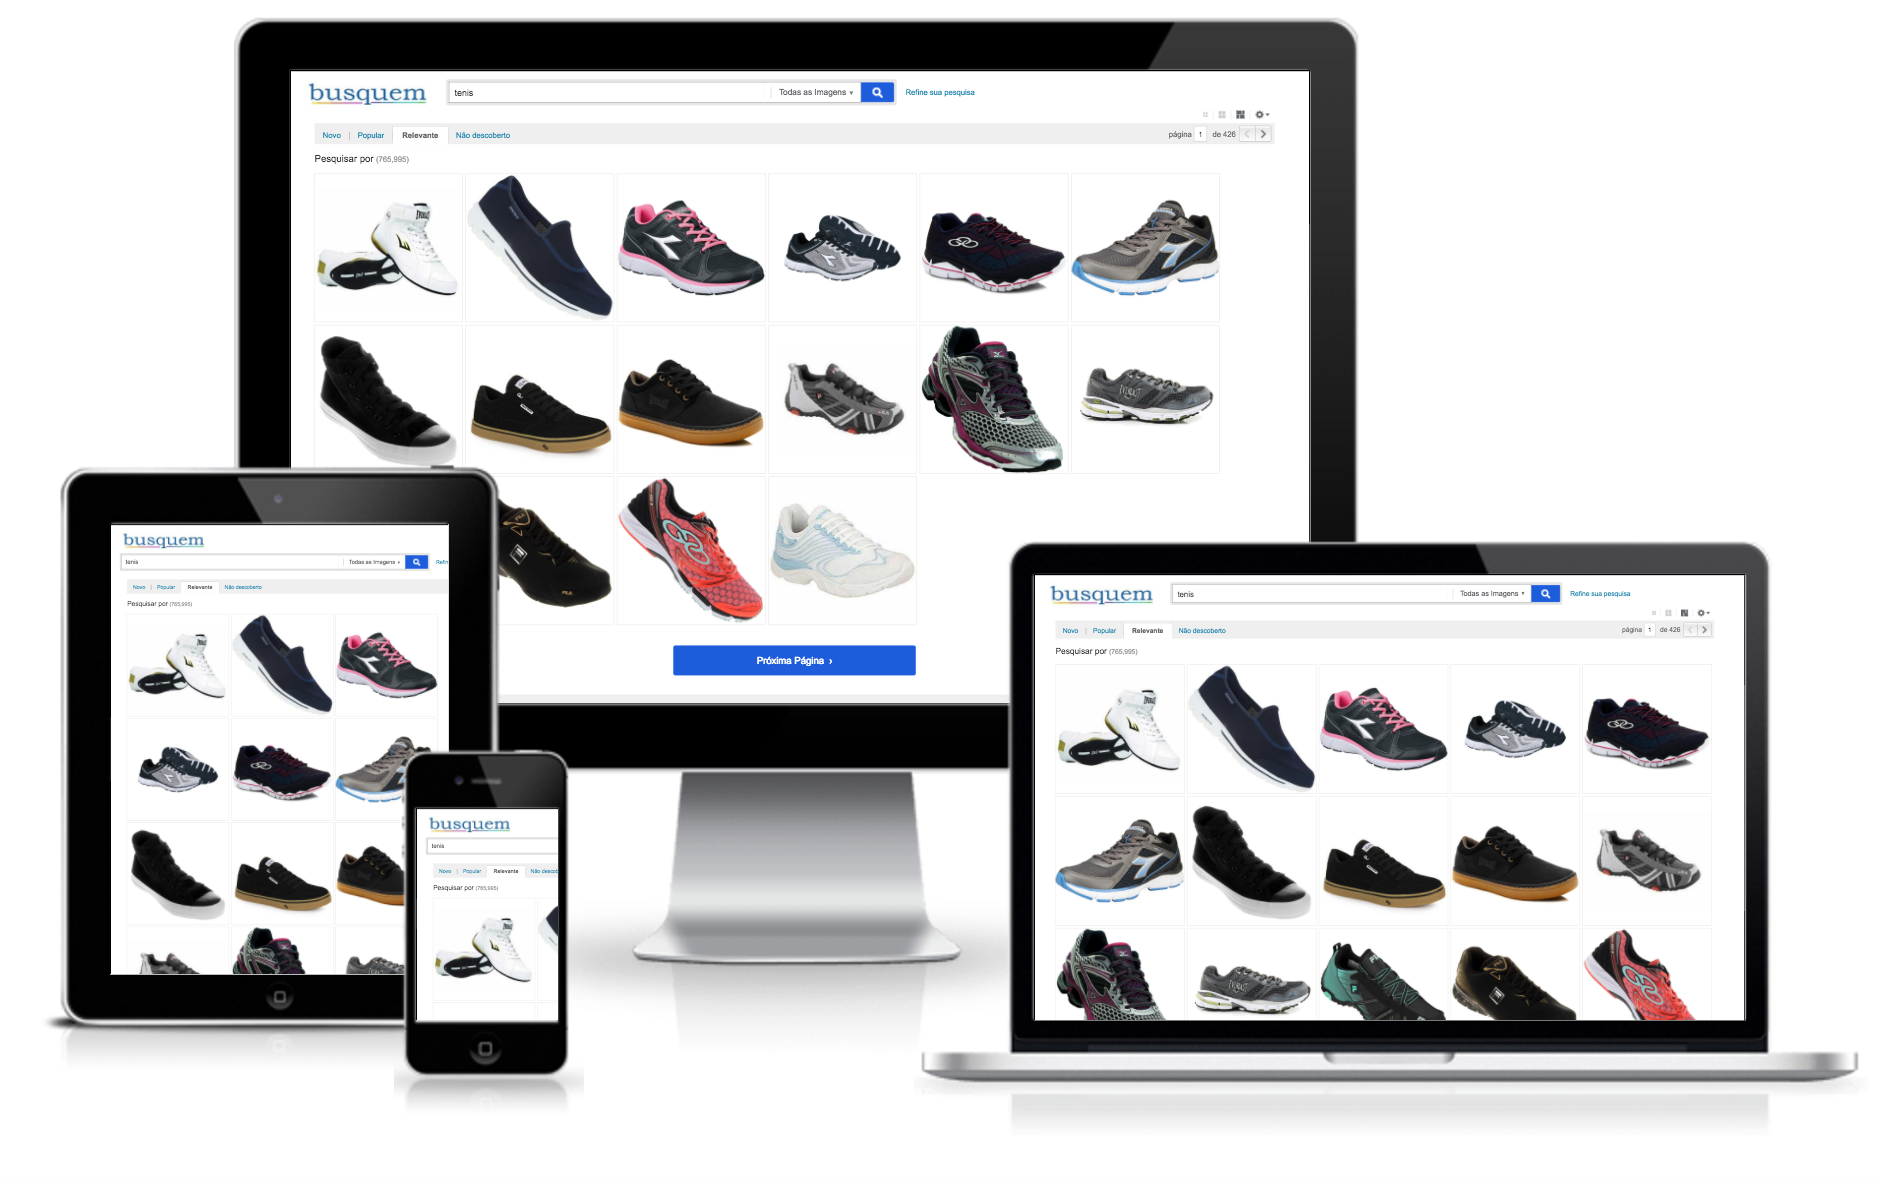 busquem
tenis
Todas as Imagens
Refine sua pesquisa
Novo | Popular Relevante Não descoberto
página 1 de 426
Pesquisar por (765,995)
Próxima Página ›
busquem
tenis
Todas as Imagens
Refin
Novo | Popular Relevante Não descoberto
Pesquisar por (765,995)
busquem
tenis
Novo | Popular Relevante Não descob
Pesquisar por (765,995)
busquem
tenis
Todas as Imagens
Refine sua pesquisa
Novo | Popular Relevante Não descoberto
página 1 de 426
Pesquisar por (765,995)